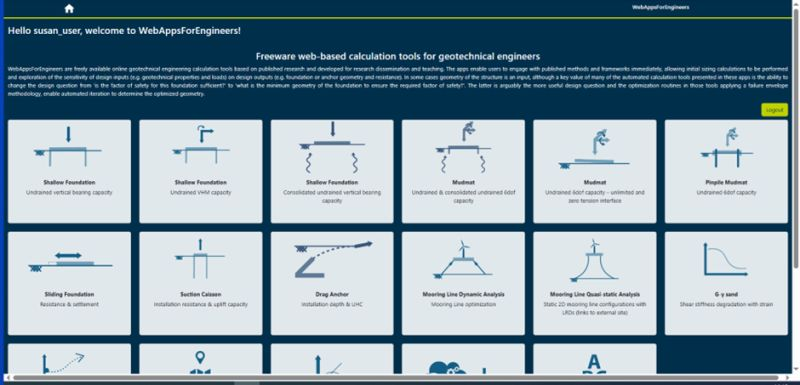 WebAppsForEngineers
Hello susan_user, welcome to WebAppsForEngineers!
Freeware web-based calculation tools for geotechnical engineers
WebAppsForEngineers are freely available online geotechnical engineering calculation tools based on published research and developed for research dissemination and teaching. The apps enable users to engage with published methods and frameworks immediately, allowing initial sizing calculations to be performed
and exploration of the sensitivity of design inputs (e.g. geotechnical properties and loads) on design outputs (e.g. foundation or anchor geometry and resistance). In some cases geometry of the structure is an input, although a key value of many of the automated calculation tools presented in these apps is the ability to
change the design question from 'is the factor of safety for this foundation sufficient?' to 'what is the minimum geometry of the foundation to ensure the required factor of safety?'. The latter is arguably the more useful design question and the optimization routines in those tools applying a failure envelope
methodology, enable automated iteration to determine the optimized geometry.
Logout
Shallow Foundation
Undrained vertical bearing capacity
Shallow Foundation
Undrained VHM capacity
Shallow Foundation
Consolidated undrained vertical bearing
capacity
Mudmat
Undrained & consolidated undrained 6dof
capacity
Mudmat
Undrained 6dof capacity - unlimited and
zero tension interface
Pinpile Mudmat
Undrained 6dof capacity
Sliding Foundation
Resistance & settlement
Suction Caisson
Installation resistance & uplift capacity
Drag Anchor
Installation depth & UHC
Mooring Line Dynamic Analysis
Mooring Line optimization
Mooring Line Quasi-static Analysis
Static 2D mooring line configurations with
LRDs (links to external site)
G-γ sand
Shear stiffness degradation with strain
A